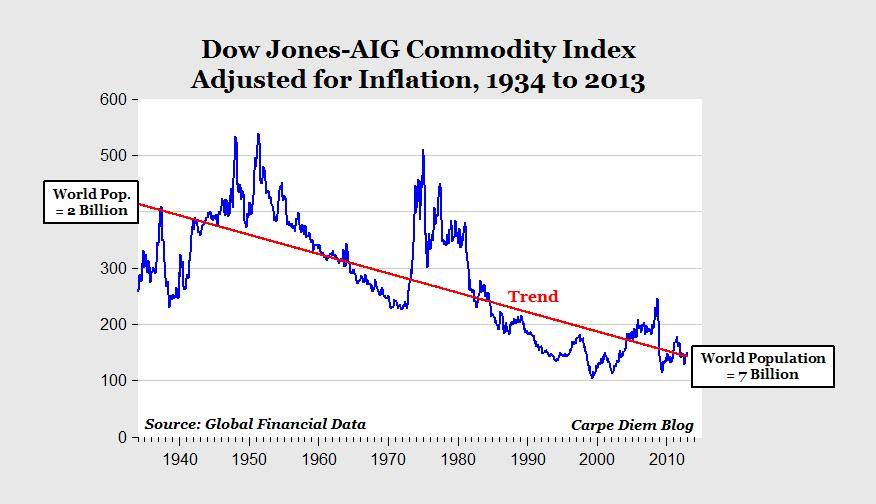 Dow Jones-AIG Commodity Index
Adjusted for Inflation, 1934 to 2013
600
500
300
200
100
0
World Pop.
= 2 Billion
Trend
World Population
= 7 Billion
Source: Global Financial Data
Carpe Diem Blog
1940 1950 1960 1970 1980 1990 2000 2010